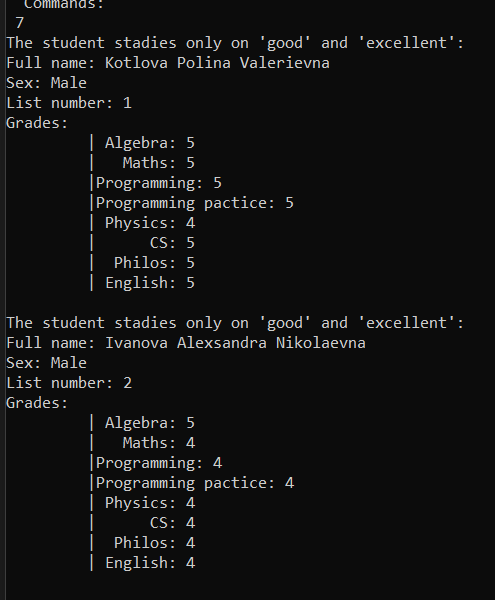 Commands:
7
The student stadies only on 'good' and 'excellent':
Full name: Kotlova Polina Valerievna
Sex: Male
List number: 1
Grades:
| Algebra: 5
| Maths: 5
|Programming: 5
|Programming pactice: 5
| Physics: 4
| CS: 5
| Philos: 5
| English: 5
The student stadies only on 'good' and 'excellent':
Full name: Ivanova Alexsandra Nikolaevna
Sex: Male
List number: 2
Grades:
| Algebra: 5
| Maths: 4
|Programming: 4
|Programming pactice: 4
| Physics: 4
| CS: 4
| Philos: 4
| English: 4